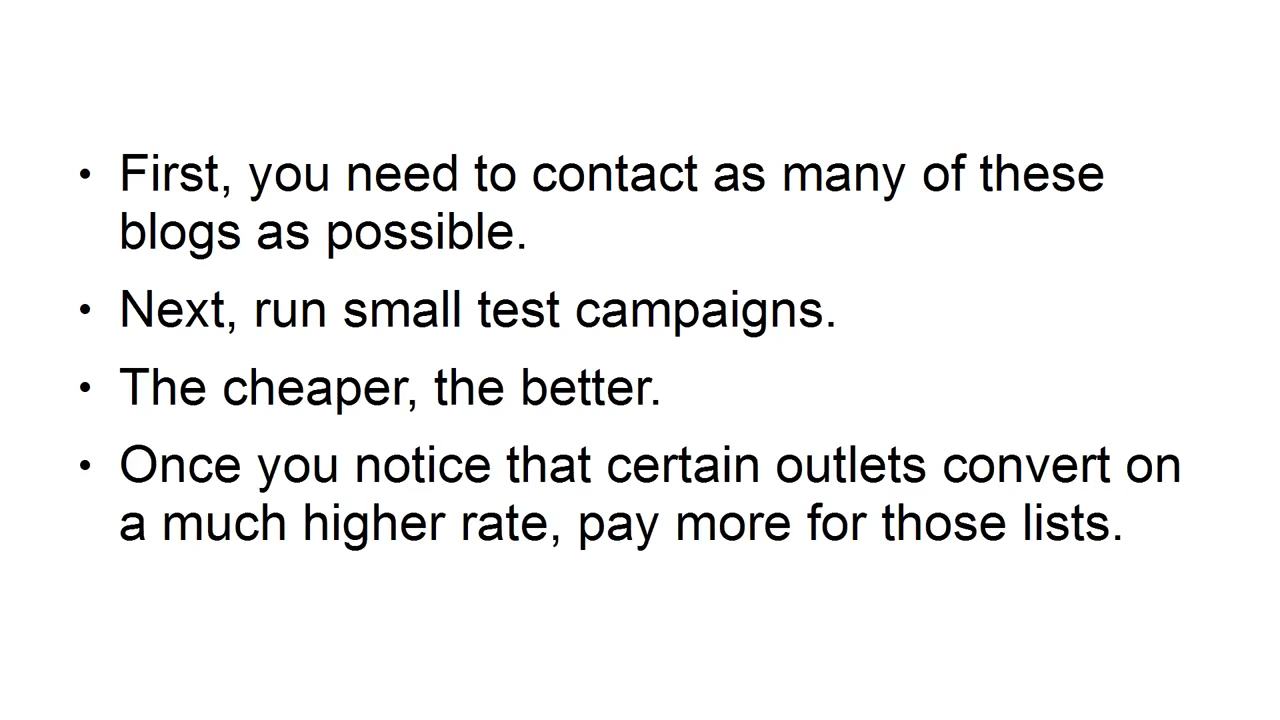 • First, you need to contact as many of these
blogs as possible.
• Next, run small test campaigns.
• The cheaper, the better.
• Once you notice that certain outlets convert on
a much higher rate, pay more for those lists.